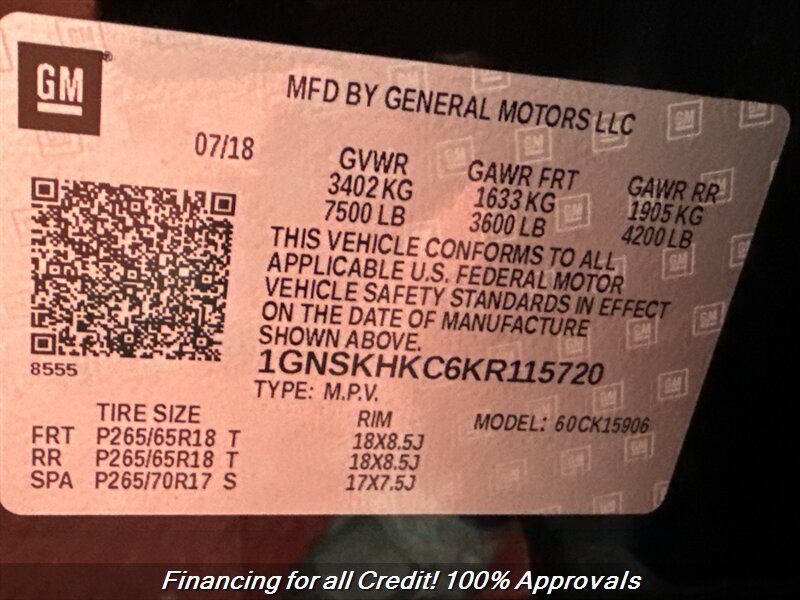 GM
MFD BY GENERAL MOTORS LLC
07/18
GVWR GAWR FRT GAWR RR
3402 KG 1633 KG 1905 KG
7500 LB 3600 LB 4200 LB
THIS VEHICLE CONFORMS TO ALL
APPLICABLE U.S. FEDERAL MOTOR
VEHICLE SAFETY STANDARDS IN EFFECT
ON THE DATE OF MANUFACTURE
SHOWN ABOVE.
8555
1GNSKHKC6KR115720
TYPE: M.P.V.
TIRE SIZE RIM MODEL: 60CK15906
FRT P265/65R18 T 18X8.5J
RR P265/65R18 T 18X8.5J
SPA P265/70R17 S 17X7.5J
Financing for all Credit! 100% Approvals